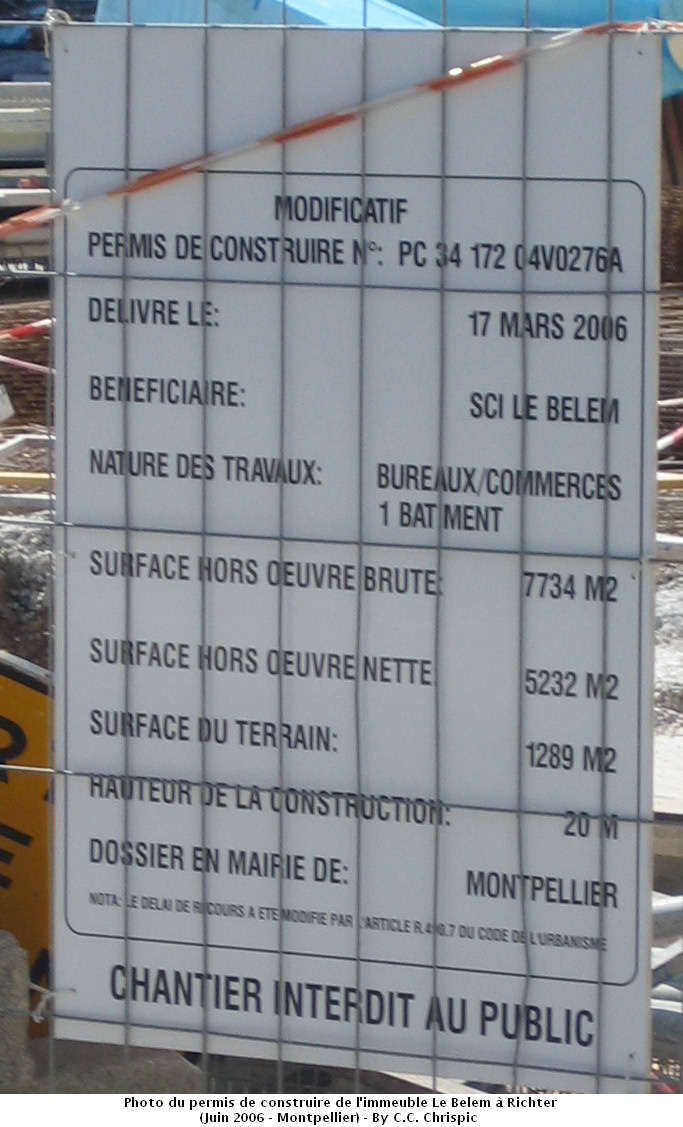 MODIFICATIF
PERMIS DE CONSTRUIRE N°: PC 34 172 04V0276A
DELIVRE LE: 17 MARS 2006
BENEFICIAIRE: SCI LE BELEM
NATURE DES TRAVAUX: BUREAUX/COMMERCES
1 BATIMENT
SURFACE HORS OEUVRE BRUTE: 7734 M2
SURFACE HORS OEUVRE NETTE: 5232 M2
SURFACE DU TERRAIN: 1289 M2
HAUTEUR DE LA CONSTRUCTION: 20 M
DOSSIER EN MAIRIE DE: MONTPELLIER
NOTA: LE DELAI DE RECOURS A ETE MODIFIE PAR L'ARTICLE R.490.7 DU CODE DE L'URBANISME
CHANTIER INTERDIT AU PUBLIC
Photo du permis de construire de l'immeuble Le Belem à Richter
(Juin 2006 - Montpellier) - By C.C. Chrispic